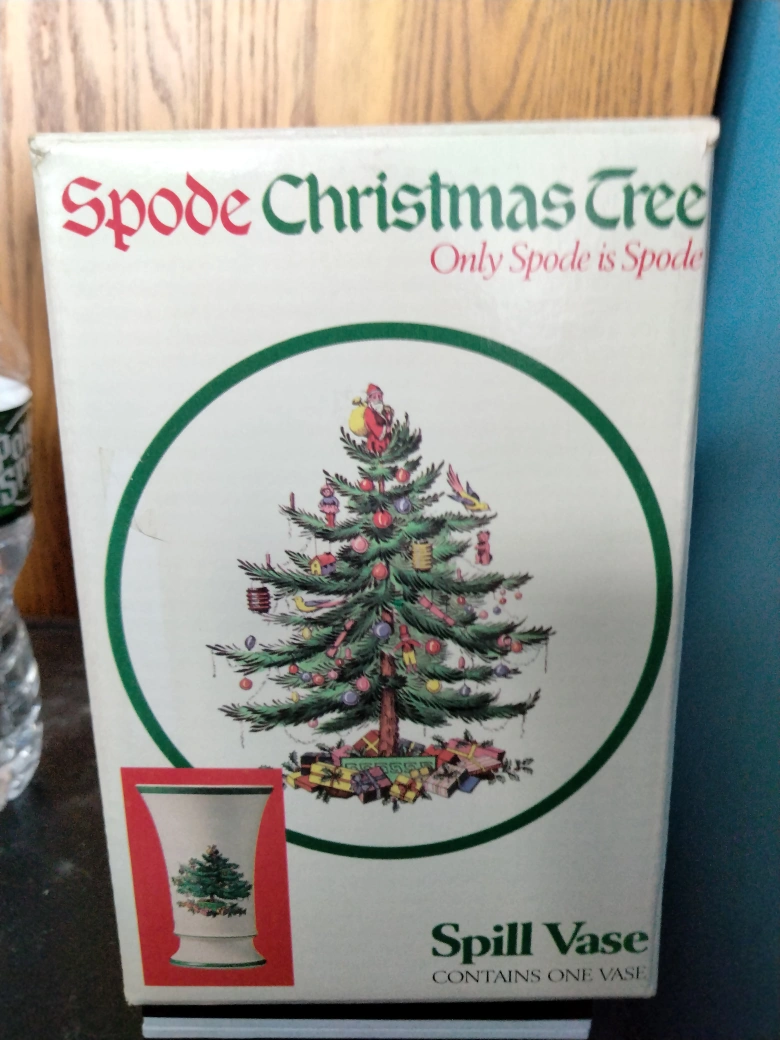 Spode Christmas Tree
Only Spode is Spode
Spill Vase
CONTAINS ONE VASE